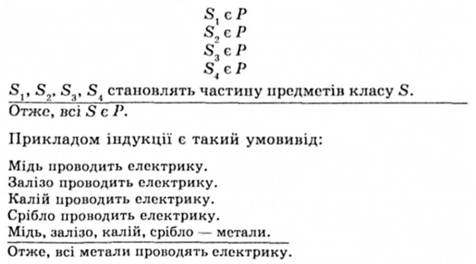 S₁ є P
S₂ є P
S₃ є P
S₄ є P
S₁, S₂, S₃, S₄ становлять частину предметів класу S.
Отже, всі S є P.
Прикладом індукції є такий умовивід:
Мідь проводить електрику.
Залізо проводить електрику.
Калій проводить електрику.
Срібло проводить електрику.
Мідь, залізо, калій, срібло — метали.
Отже, всі метали проводять електрику.